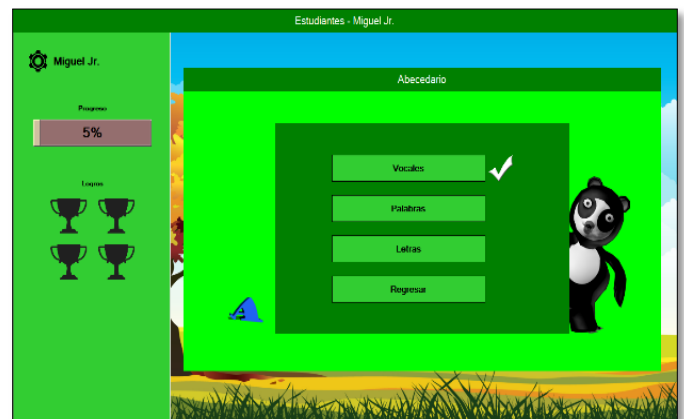 Estudiantes - Miguel Jr.
Miguel Jr.
Progreso
5%
Logros
Abecedario
Vocales
Palabras
Letras
Regresar